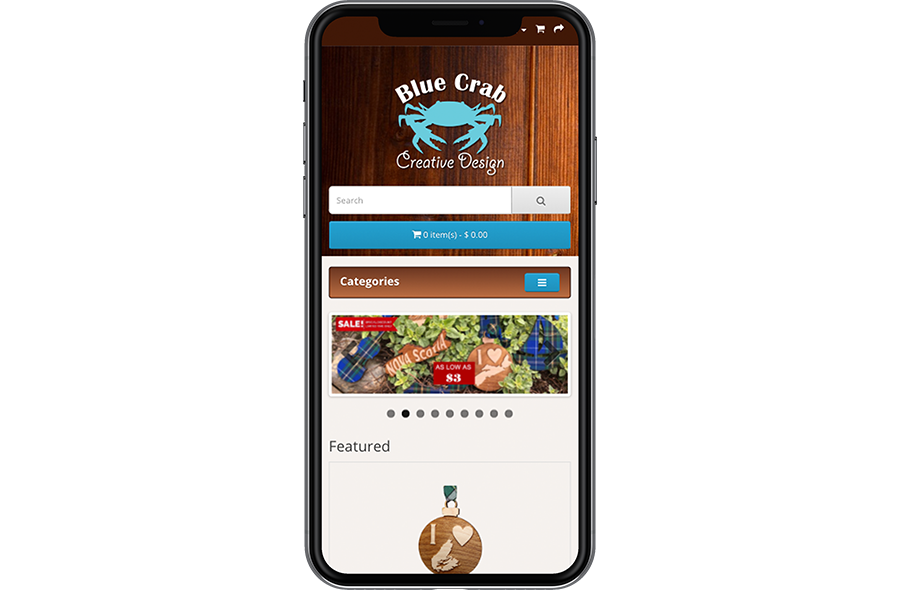 Blue Crab
Creative Design
Search
0 item(s) - $ 0.00
Categories
SALE!
NOVA SCOTIA
I
AS LOW AS
$3
Featured
I